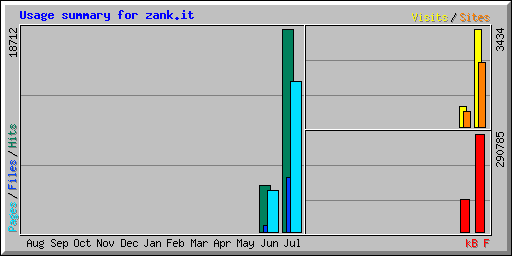 Usage summary for zank.it
Visits/Sites
18712
3434
Pages/Files/Hits
290785
Aug Sep Oct Nov Dec Jan Feb Mar Apr May Jun Jul
kB F